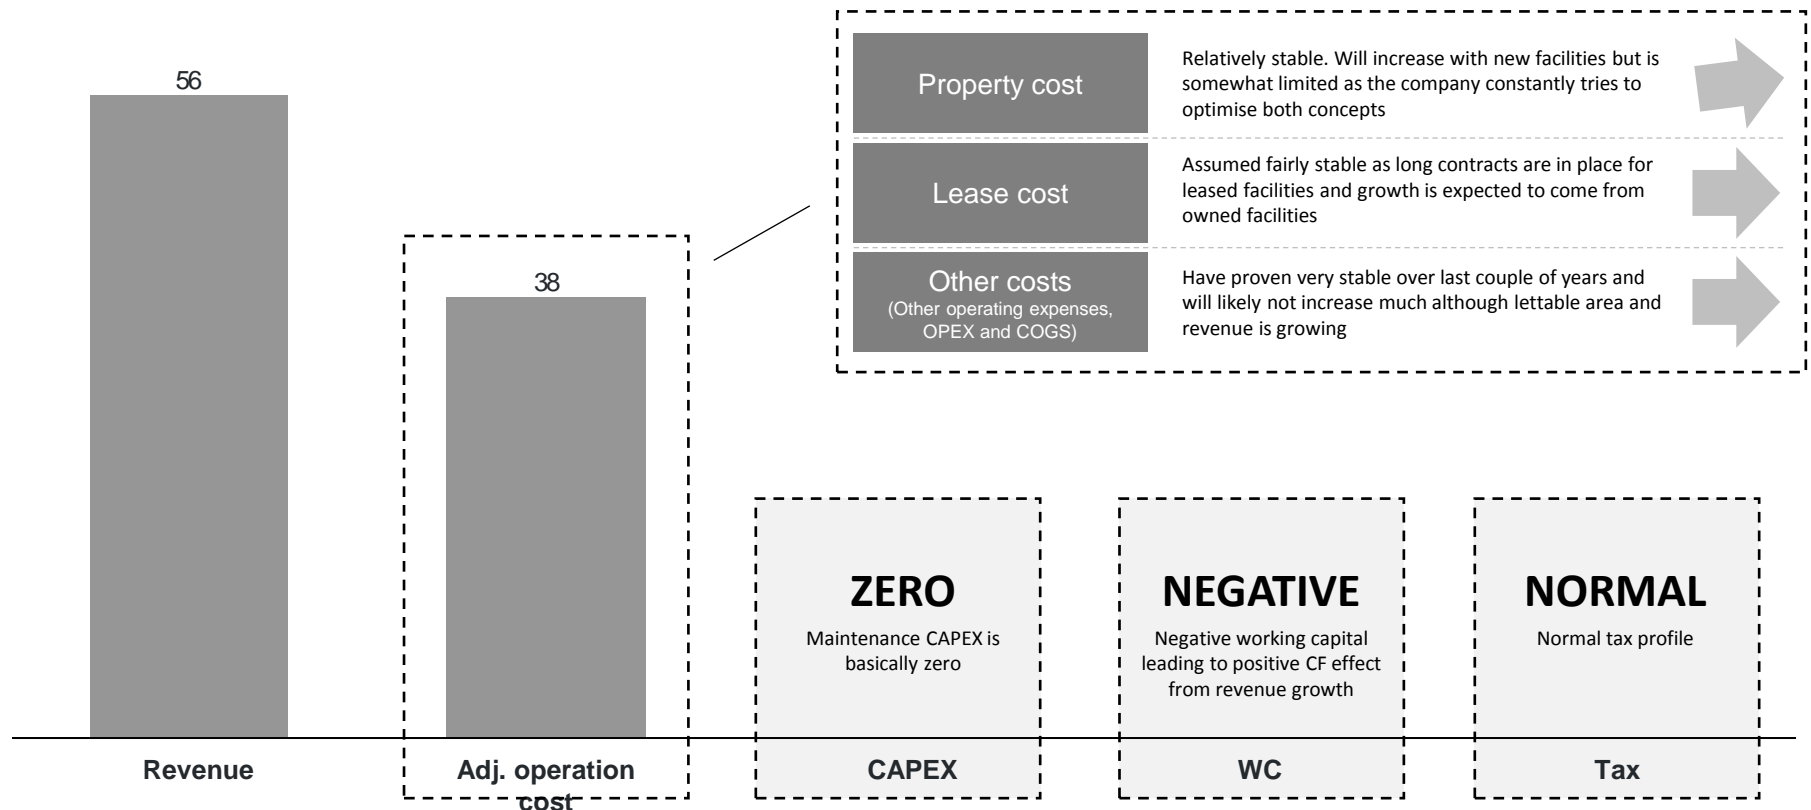 56
38
Property cost
Relatively stable. Will increase with new facilities but is
somewhat limited as the company constantly tries to
optimise both concepts
Lease cost
Assumed fairly stable as long contracts are in place for
leased facilities and growth is expected to come from
owned facilities
Other costs
(Other operating expenses,
OPEX and COGS)
Have proven very stable over last couple of years and
will likely not increase much although lettable area and
revenue is growing
ZERO
Maintenance CAPEX is
basically zero
NEGATIVE
Negative working capital
leading to positive CF effect
from revenue growth
NORMAL
Normal tax profile
Revenue
Adj. operation
cost
CAPEX
WC
Tax